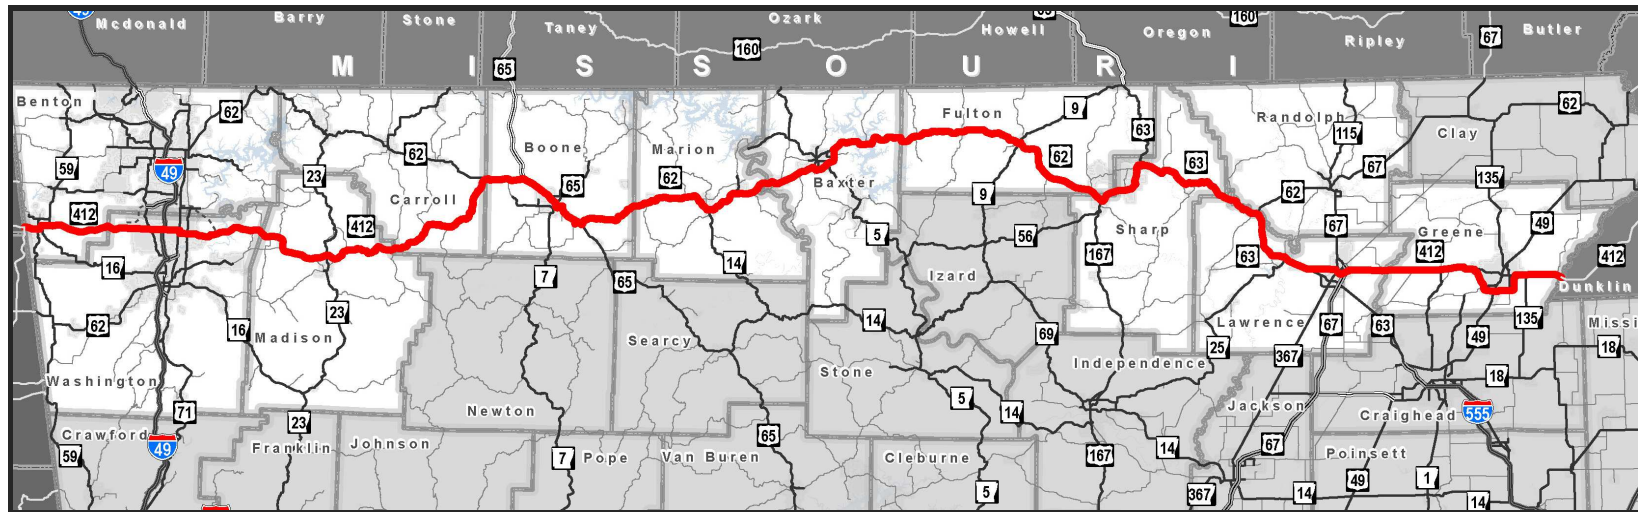 49
Mcdonald
Barry
Stone
Taney
Ozark
Howell
63
Oregon
160
Ripley
67
Butler
160
M I S S O U R I
65
Benton
62
59
49
412
16
62
16
Washington
71
Crawford
49
59
23
62
Carroll
412
23
Madison
23
Franklin
Johnson
Boone
65
7
65
Newton
7
Pope
Marion
62
14
Searcy
65
Van Buren
Baxter
5
14
Stone
5
14
Cleburne
5
Fulton
9
62
9
56
Izard
69
Independence
167
14
63
63
Sharp
167
Randolph
115
67
62
67
63
Lawrence
25
367
67
63
Jackson
67
367
14
Clay
62
135
Greene
412
49
412
Dunklin
135
49
18
Missi
18
Craighead
555
Poinsett
49
1
14